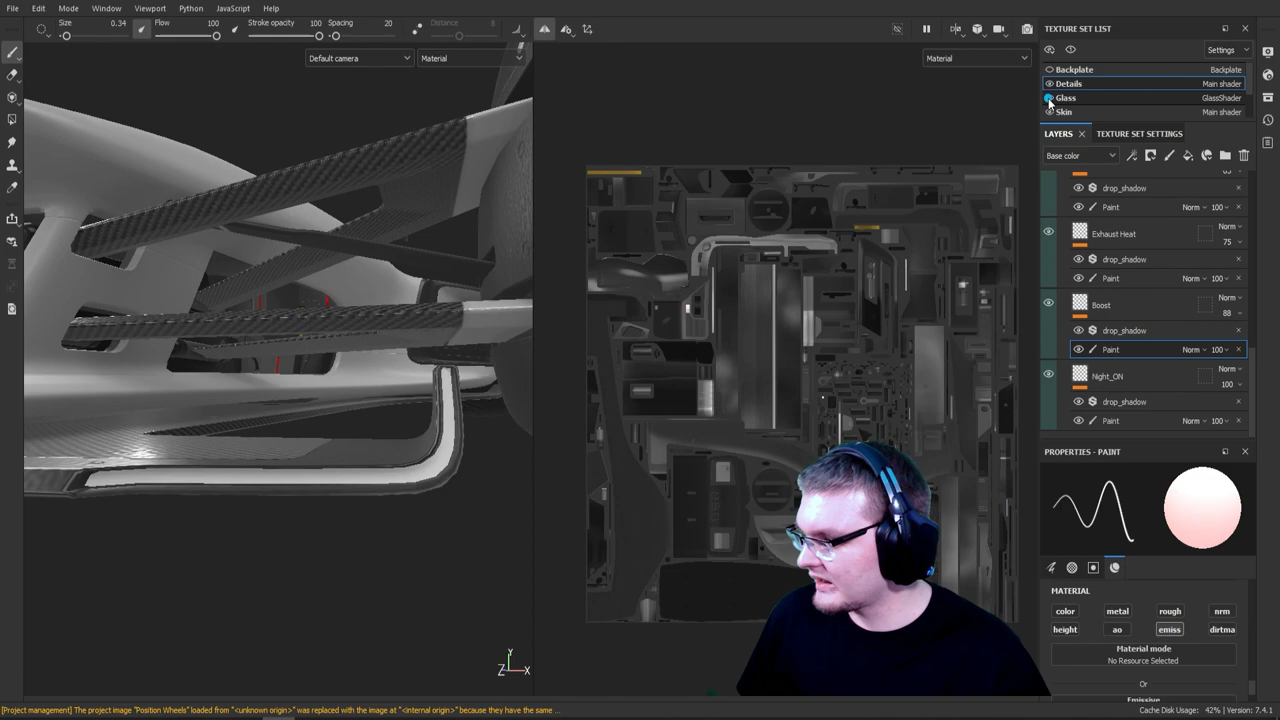 File Edit Mode Window Viewport Python JavaScript Help
Size 0.34 Flow 100 Stroke opacity 100 Spacing 20 Distance 8
Default camera Material
Material
TEXTURE SET LIST
Settings
Backplate Backplate
Details Main shader
Glass GlassShader
Skin Main shader
LAYERS TEXTURE SET SETTINGS
Base color
drop_shadow
Paint Norm 100
Exhaust Heat Norm 75
drop_shadow
Paint Norm 100
Boost Norm 88
drop_shadow
Paint Norm 100
Night_ON Norm 100
drop_shadow
Paint Norm 100
PROPERTIES - PAINT
MATERIAL
color metal rough nrm
height ao emiss dirtma
Material mode
No Resource Selected
Or
Emissive
Y
Z X
[Project management] The project image "Position Wheels" loaded from "<unknown origin>" was replaced with the image at "<internal origin>" because they have the same ...
Cache Disk Usage: 42% | Version: 7.4.1